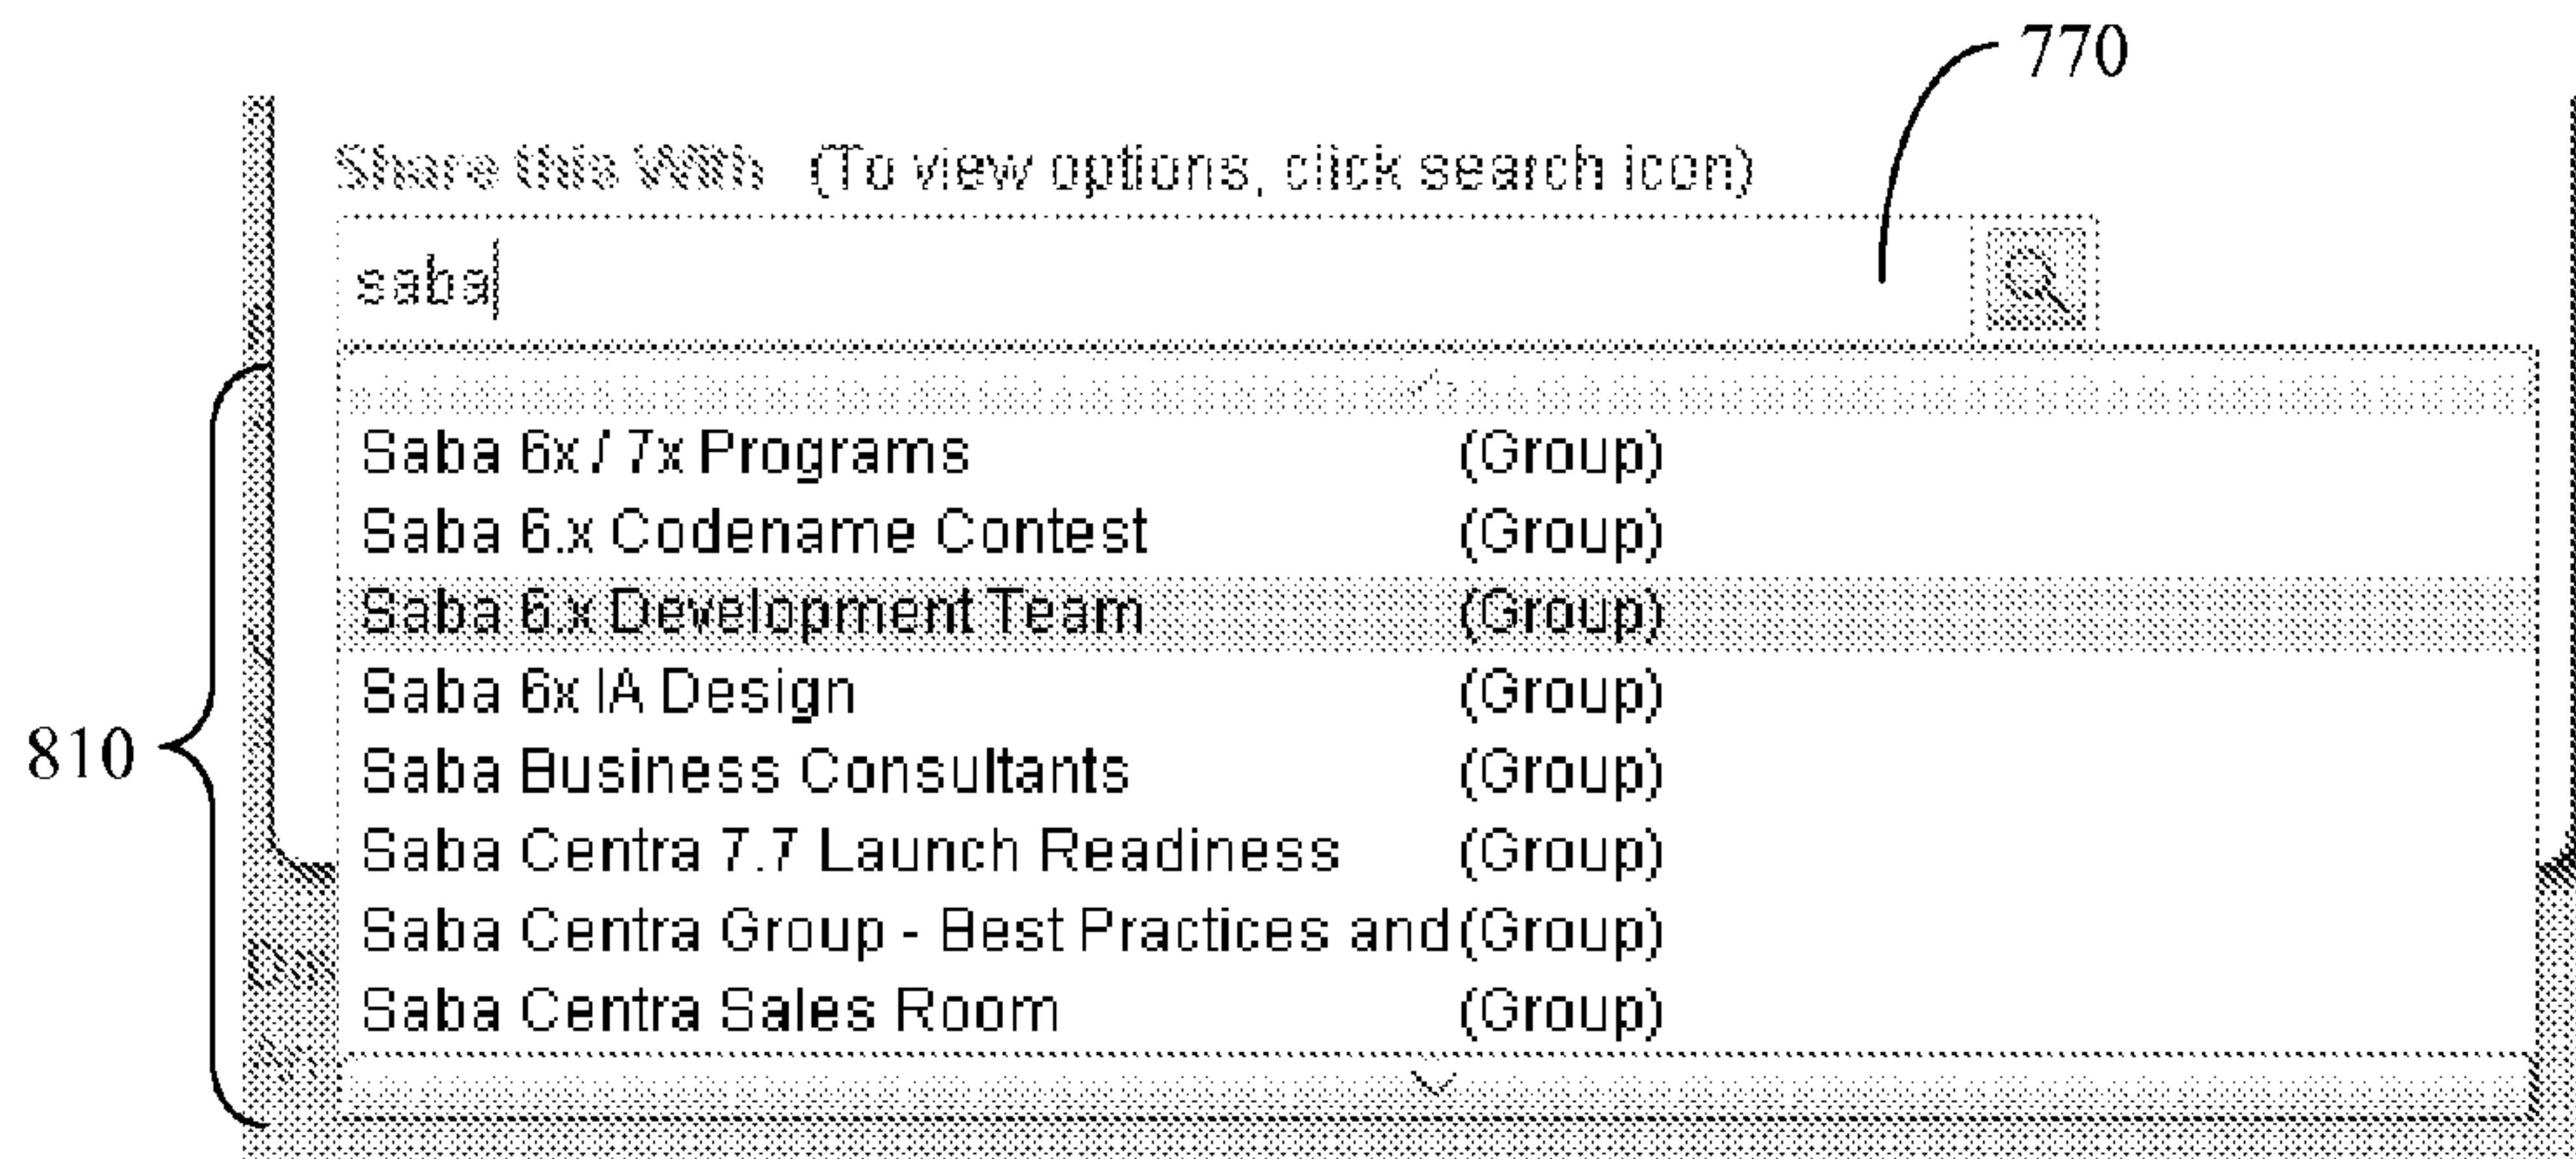 770
Share this With (To view options, click search icon)
saba
Saba 6x / 7x Programs (Group)
Saba 6.x Codename Contest (Group)
Saba 6.x Development Team (Group)
Saba 6x IA Design (Group)
810
Saba Business Consultants (Group)
Saba Centra 7.7 Launch Readiness (Group)
Saba Centra Group - Best Practices and (Group)
Saba Centra Sales Room (Group)